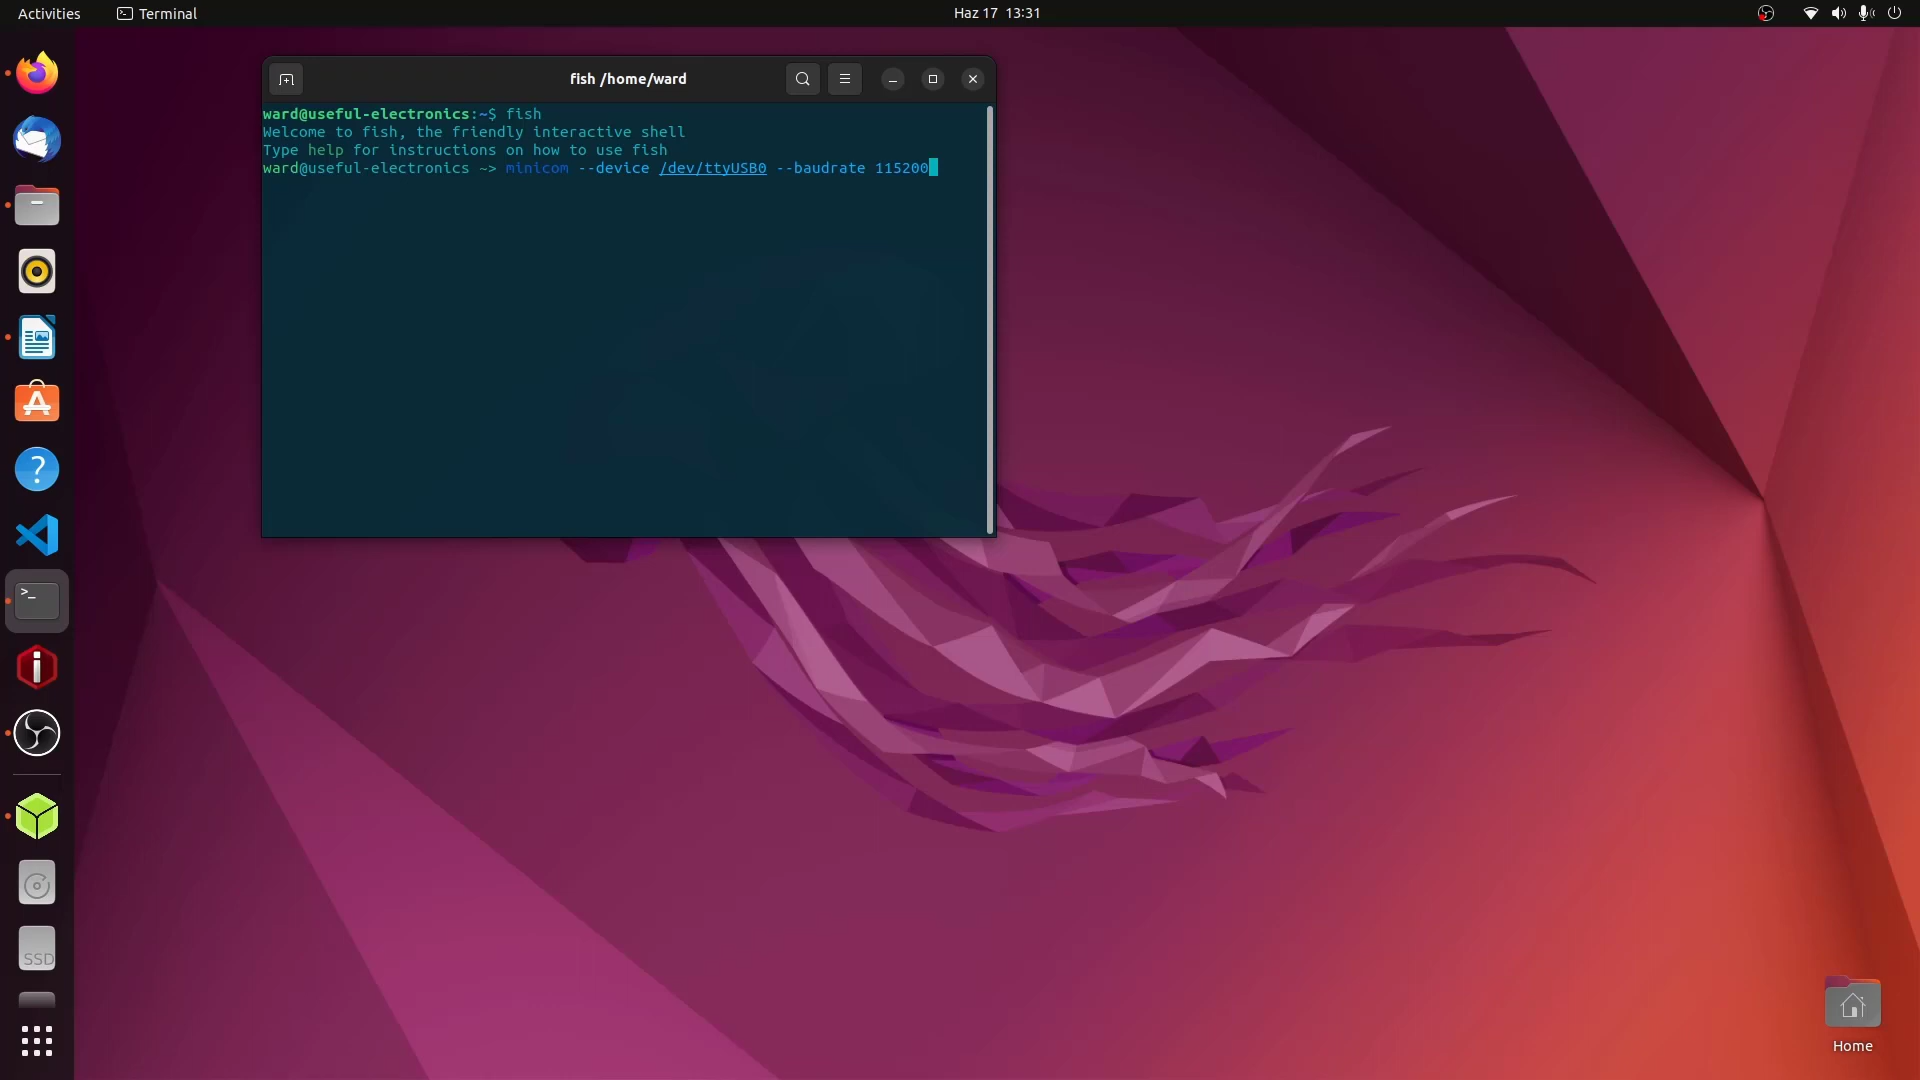 Activities
Terminal
Haz 17 13:31
fish /home/ward
ward@useful-electronics:~$ fish
Welcome to fish, the friendly interactive shell
Type help for instructions on how to use fish
ward@useful-electronics ~> minicom --device /dev/ttyUSB0 --baudrate 115200
>_
SSD
Home